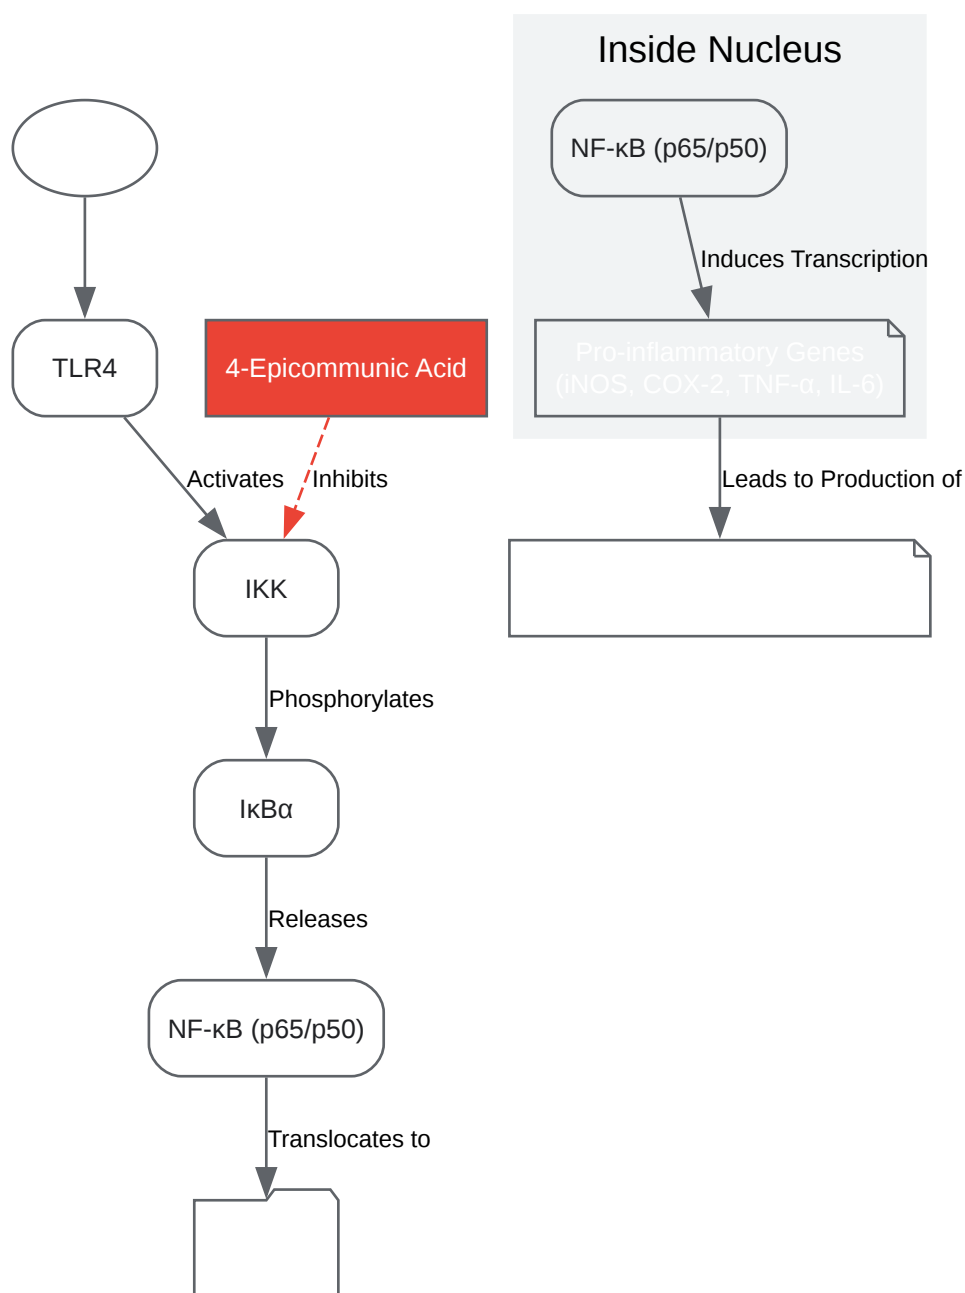 Inside Nucleus
NF-κB (p65/p50)
Induces Transcription
TLR4
4-Epicommunic Acid
Pro-inflammatory Genes
(iNOS, COX-2, TNF-α, IL-6)
Activates
Inhibits
Leads to Production of
IKK
Phosphorylates
IκBα
Releases
NF-κB (p65/p50)
Translocates to